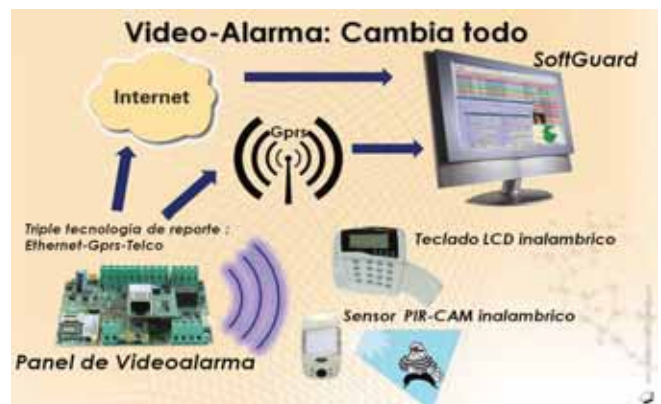 Video-Alarma: Cambia todo
SoftGuard
Internet
Gprs
Triple tecnología de reporte :
Ethernet-Gprs-Telco
Teclado LCD inalambrico
Sensor PIR-CAM inalambrico
Panel de Videoalarma